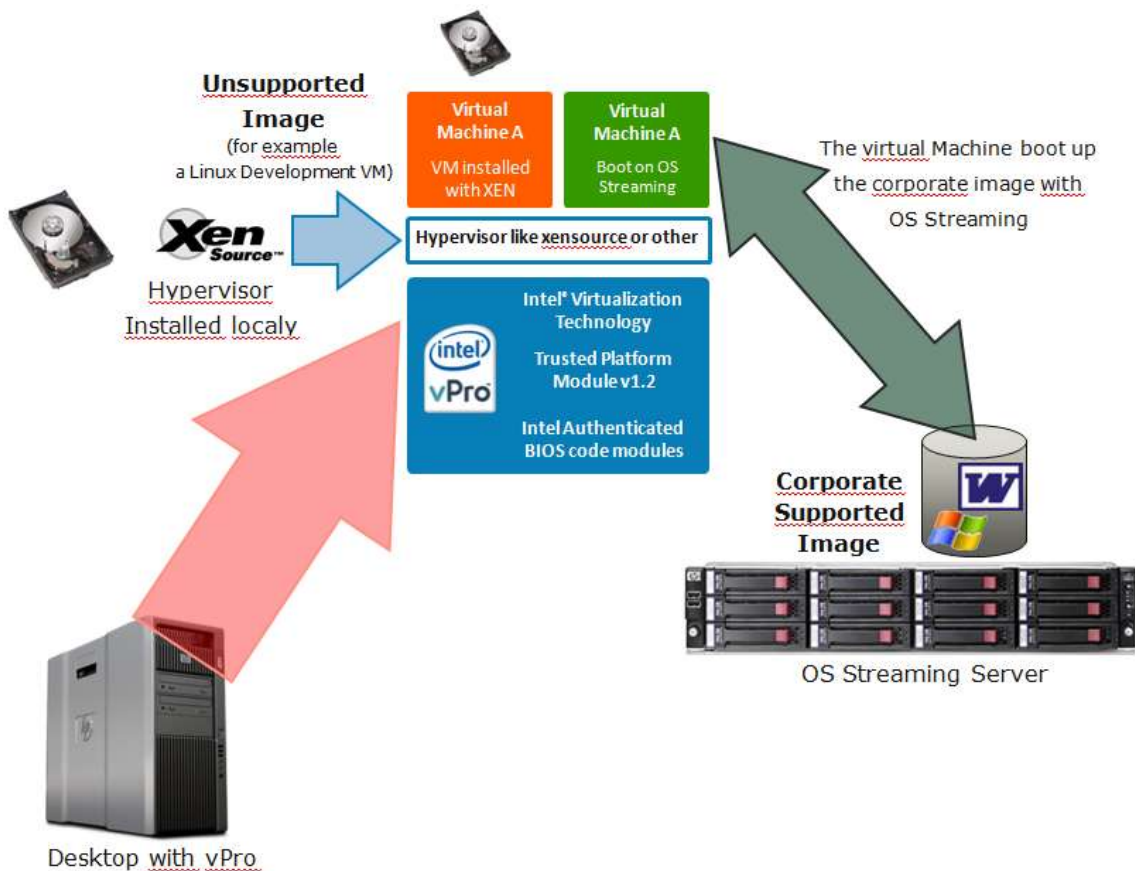 Unsupported
Image
(for example
a Linux Development VM)
Virtual
Machine A
VM installed
with XEN
Virtual
Machine A
Boot on OS
Streaming
The virtual Machine boot up
the corporate image with
OS Streaming
Xen
Source™
Hypervisor
Installed localy
Hypervisor like xensource or other
intel
vPro™
Intel® Virtualization
Technology
Trusted Platform
Module v1.2
Intel Authenticated
BIOS code modules
W
Corporate
Supported
Image
OS Streaming Server
hp
Desktop with vPro